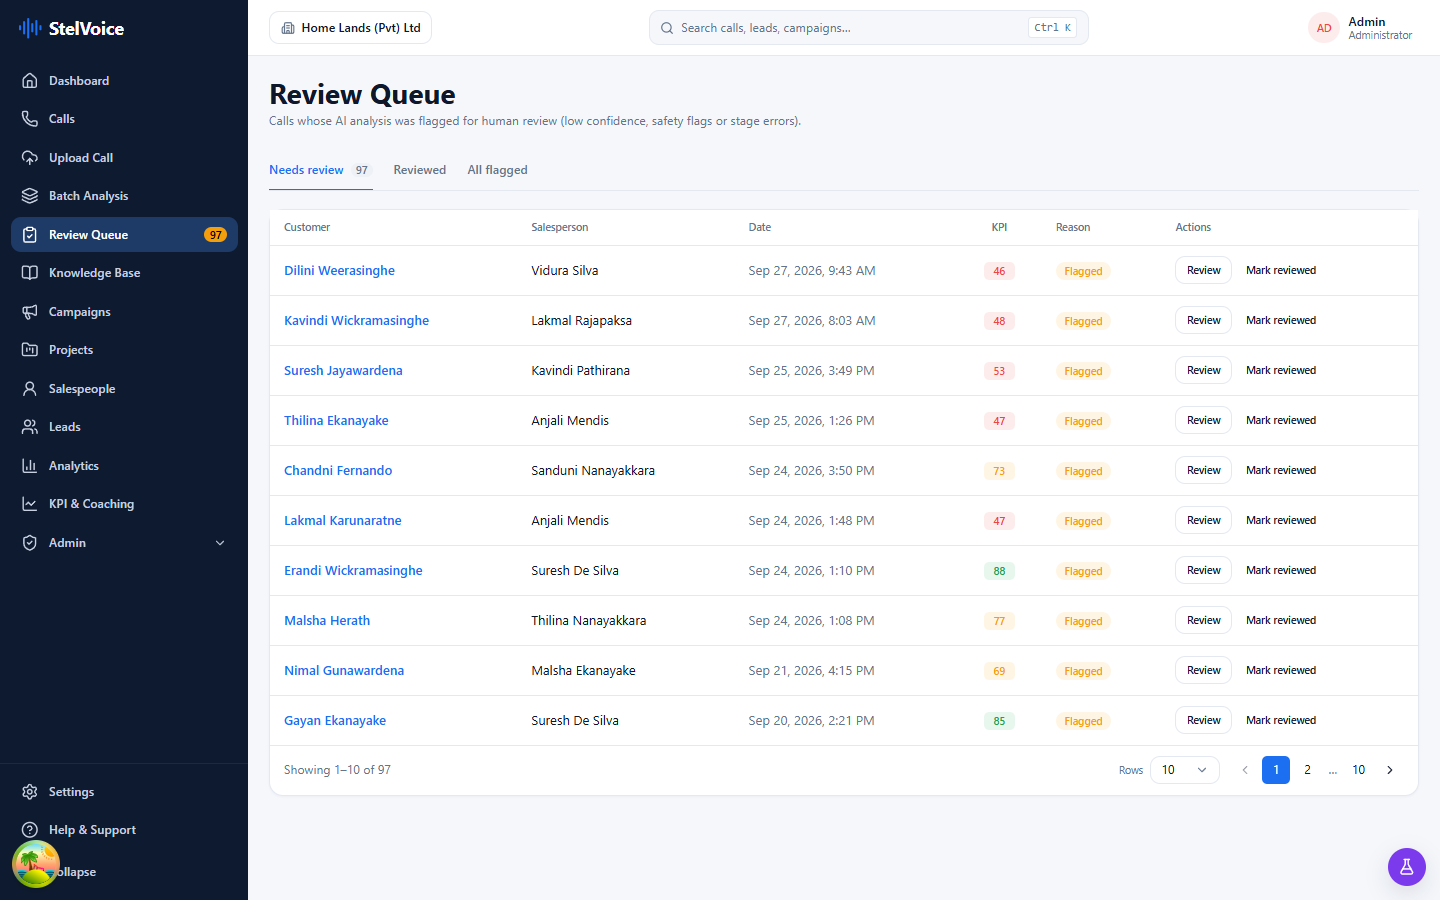 StelVoice
Home Lands (Pvt) Ltd
Search calls, leads, campaigns...
Ctrl K
AD
Admin
Administrator
Dashboard
Calls
Upload Call
Batch Analysis
Review Queue 97
Knowledge Base
Campaigns
Projects
Salespeople
Leads
Analytics
KPI & Coaching
Admin
Settings
Help & Support
ollapse
Review Queue
Calls whose AI analysis was flagged for human review (low confidence, safety flags or stage errors).
Needs review 97 Reviewed All flagged
Customer Salesperson Date KPI Reason Actions
Dilini Weerasinghe Vidura Silva Sep 27, 2026, 9:43 AM 46 Flagged Review Mark reviewed
Kavindi Wickramasinghe Lakmal Rajapaksa Sep 27, 2026, 8:03 AM 48 Flagged Review Mark reviewed
Suresh Jayawardena Kavindi Pathirana Sep 25, 2026, 3:49 PM 53 Flagged Review Mark reviewed
Thilina Ekanayake Anjali Mendis Sep 25, 2026, 1:26 PM 47 Flagged Review Mark reviewed
Chandni Fernando Sanduni Nanayakkara Sep 24, 2026, 3:50 PM 73 Flagged Review Mark reviewed
Lakmal Karunaratne Anjali Mendis Sep 24, 2026, 1:48 PM 47 Flagged Review Mark reviewed
Erandi Wickramasinghe Suresh De Silva Sep 24, 2026, 1:10 PM 88 Flagged Review Mark reviewed
Malsha Herath Thilina Nanayakkara Sep 24, 2026, 1:08 PM 77 Flagged Review Mark reviewed
Nimal Gunawardena Malsha Ekanayake Sep 21, 2026, 4:15 PM 69 Flagged Review Mark reviewed
Gayan Ekanayake Suresh De Silva Sep 20, 2026, 2:21 PM 85 Flagged Review Mark reviewed
Showing 1–10 of 97 Rows 10 1 2 ... 10